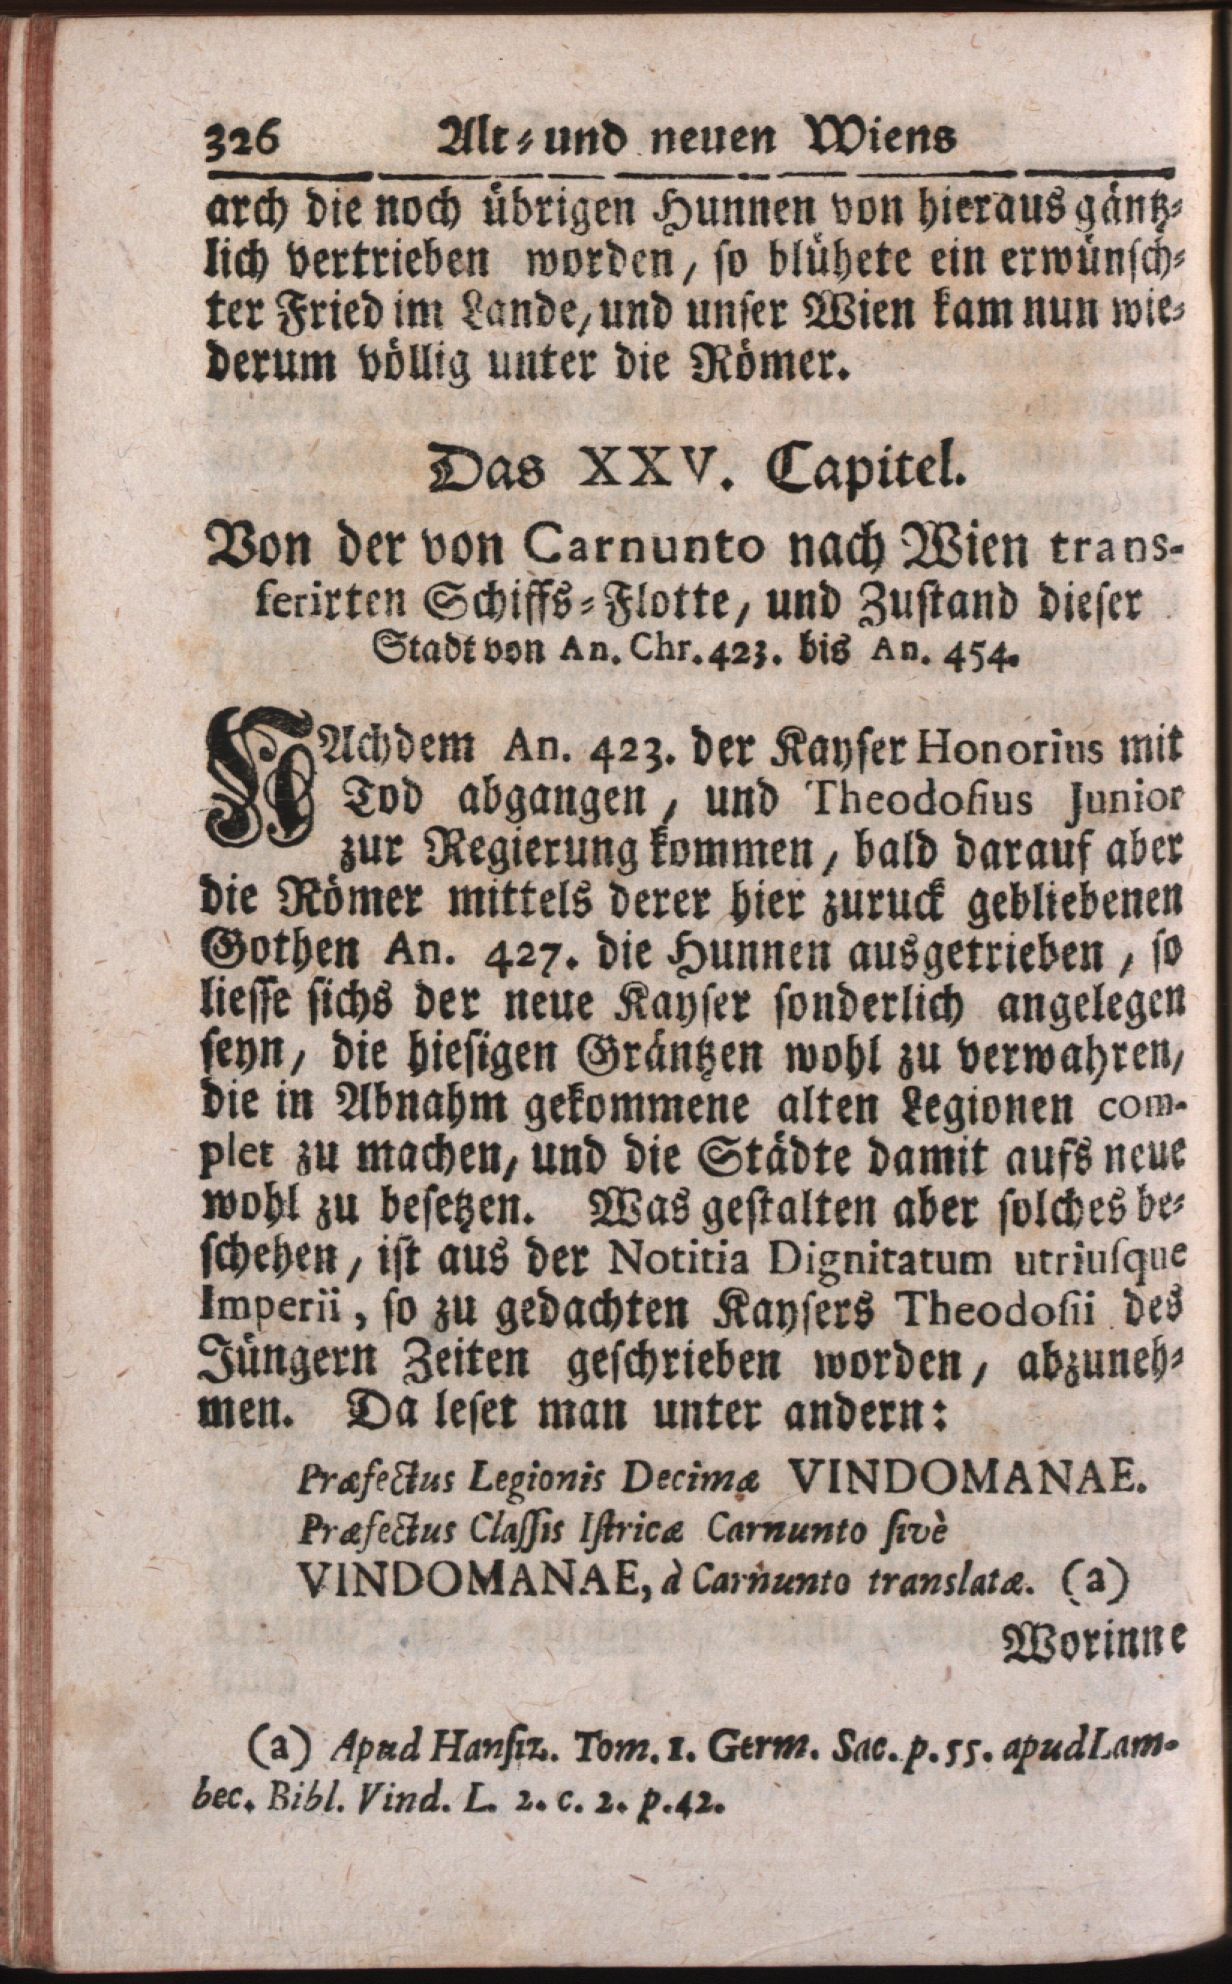 326 Alt- und neuen Wiens
arch die noch übrigen Hunnen von hieraus gäntz-
lich vertrieben worden, so blühete ein erwünsch-
ter Fried im Lande, und unser Wien kam nun wie-
derum völlig unter die Römer.
Das XXV. Capitel.
Von der von Carnunto nach Wien trans-
ferirten Schiffs-Flotte, und Zustand dieser
Stadt von An. Chr. 423. bis An. 454.
NAchdem An. 423. der Kayser Honorius mit
Tod abgangen, und Theodosius Junior
zur Regierung kommen, bald darauf aber
die Römer mittels derer hier zuruck gebliebenen
Gothen An. 427. die Hunnen ausgetrieben, so
liesse sichs der neue Kayser sonderlich angelegen
seyn, die hiesigen Gräntzen wohl zu verwahren,
die in Abnahm gekommene alten Legionen com-
plet zu machen, und die Städte damit aufs neue
wohl zu besetzen. Was gestalten aber solches be-
schehen, ist aus der Notitia Dignitatum utriusque
Imperii, so zu gedachten Kaysers Theodosii des
Jüngern Zeiten geschrieben worden, abzuneh-
men. Da leset man unter andern:
Præfectus Legionis Decimæ VINDOMANAE.
Præfectus Classis Istricæ Carnunto sivè
VINDOMANAE, à Carnunto translatæ. (a)
Worinne
(a) Apud Hansiz. Tom. 1. Germ. Sac. p. 55. apud Lam-
bec. Bibl. Vind. L. 2. c. 2. p. 42.